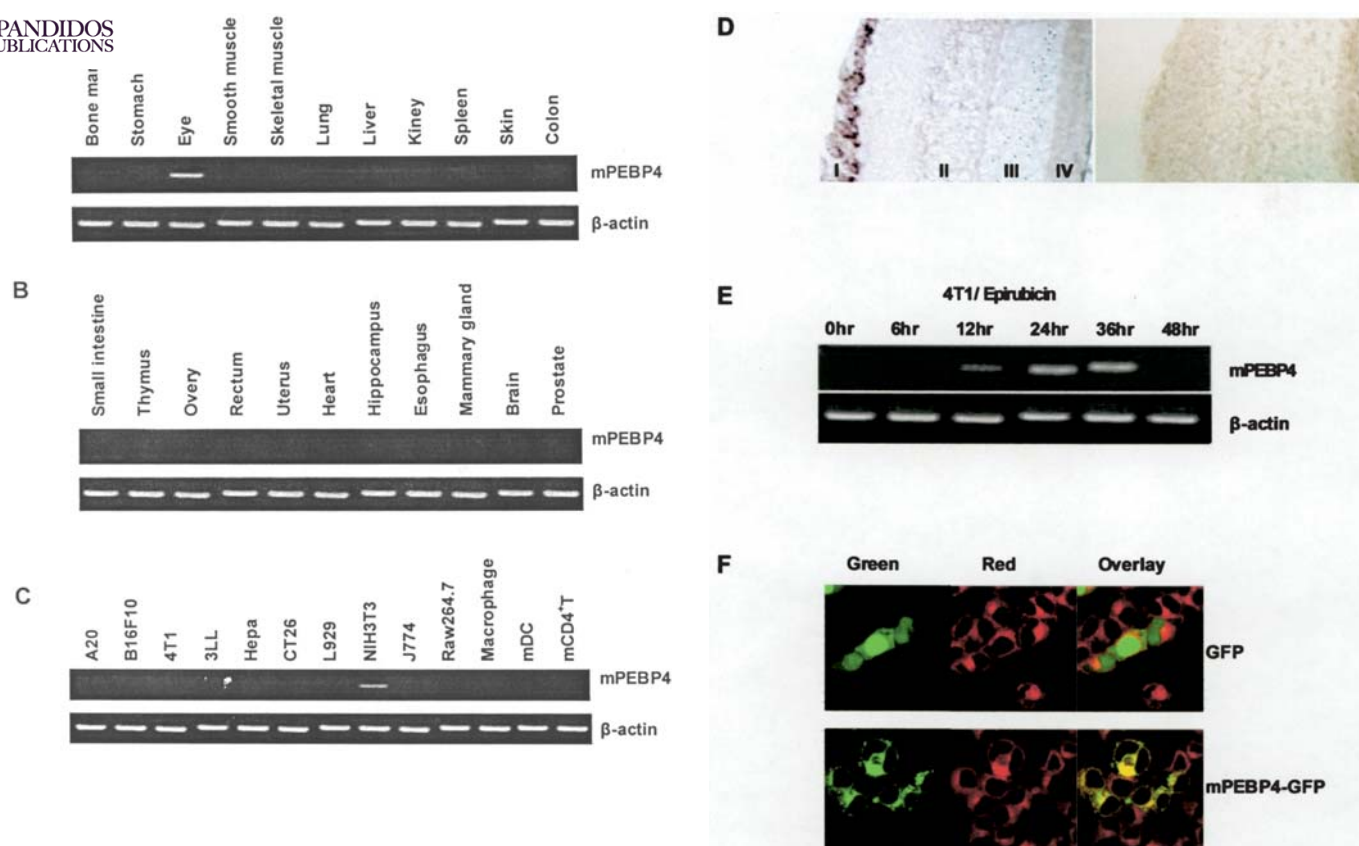 PANDIDOS
UBLICATIONS
Stomach
Eye
Smooth muscle
Skeletal muscle
Lung
Liver
Kiney
Spleen
Skin
Colon
mPEBP4
β-actin
B
Small intestine
Thymus
Overy
Rectum
Uterus
Heart
Hippocampus
Esophagus
Mammary gland
Brain
Prostate
mPEBP4
β-actin
C
A20
B16F10
4T1
3LL
Hepa
CT26
L929
NIH3T3
J774
Raw264.7
Macrophage
mDC
mCD4⁺T
mPEBP4
β-actin
D
I II III IV
E
4T1/ Epirubicin
0hr 6hr 12hr 24hr 36hr 48hr
mPEBP4
β-actin
F
Green Red Overlay
GFP
mPEBP4-GFP